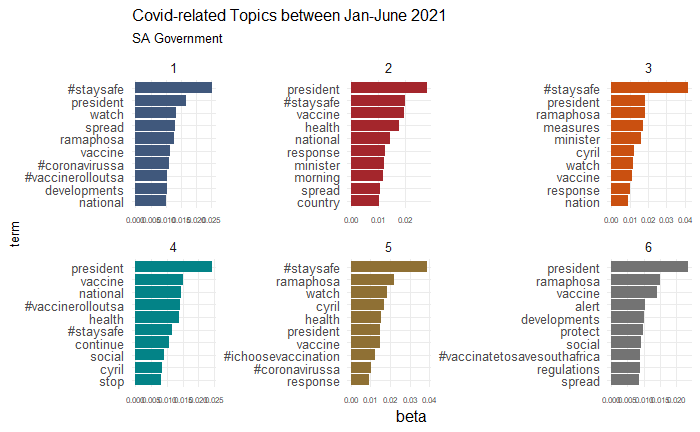 Covid-related Topics between Jan-June 2021
SA Government
1
#staysafe
president
watch
spread
ramaphosa
vaccine
#coronavirussa
#vaccinerolloutsa
developments
national
0.000 0.005 0.010 0.015 0.020 0.025
2
president
#staysafe
vaccine
health
national
response
minister
morning
spread
country
0.00 0.01 0.02
3
#staysafe
president
ramaphosa
measures
minister
cyril
watch
vaccine
response
nation
0.00 0.01 0.02 0.03 0.04
term
4
president
vaccine
national
#vaccinerolloutsa
health
#staysafe
continue
social
cyril
stop
0.000 0.005 0.010 0.015 0.020 0.025
5
#staysafe
ramaphosa
watch
cyril
health
president
vaccine
#ichoosevaccination
#coronavirussa
response
0.00 0.01 0.02 0.03 0.04
6
president
ramaphosa
vaccine
alert
developments
protect
social
#vaccinatetosavesouthafrica
regulations
spread
0.000 0.005 0.010 0.015 0.020
beta